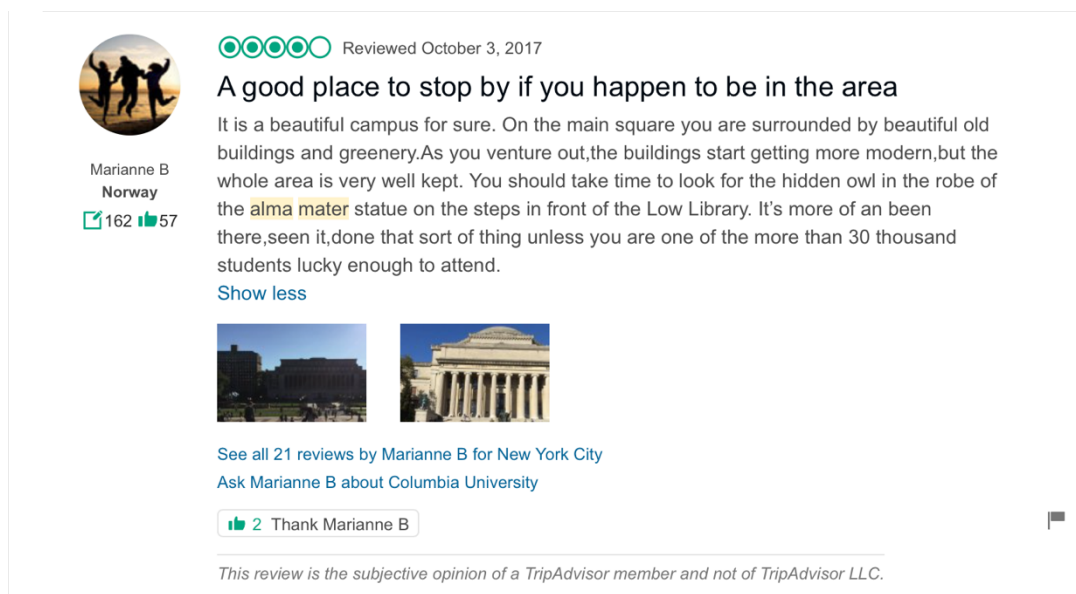 Reviewed October 3, 2017
A good place to stop by if you happen to be in the area
It is a beautiful campus for sure. On the main square you are surrounded by beautiful old
buildings and greenery.As you venture out,the buildings start getting more modern,but the
whole area is very well kept. You should take time to look for the hidden owl in the robe of
the alma mater statue on the steps in front of the Low Library. It’s more of an been
there,seen it,done that sort of thing unless you are one of the more than 30 thousand
students lucky enough to attend.
Show less
Marianne B
Norway
162 57
See all 21 reviews by Marianne B for New York City
Ask Marianne B about Columbia University
2 Thank Marianne B
This review is the subjective opinion of a TripAdvisor member and not of TripAdvisor LLC.